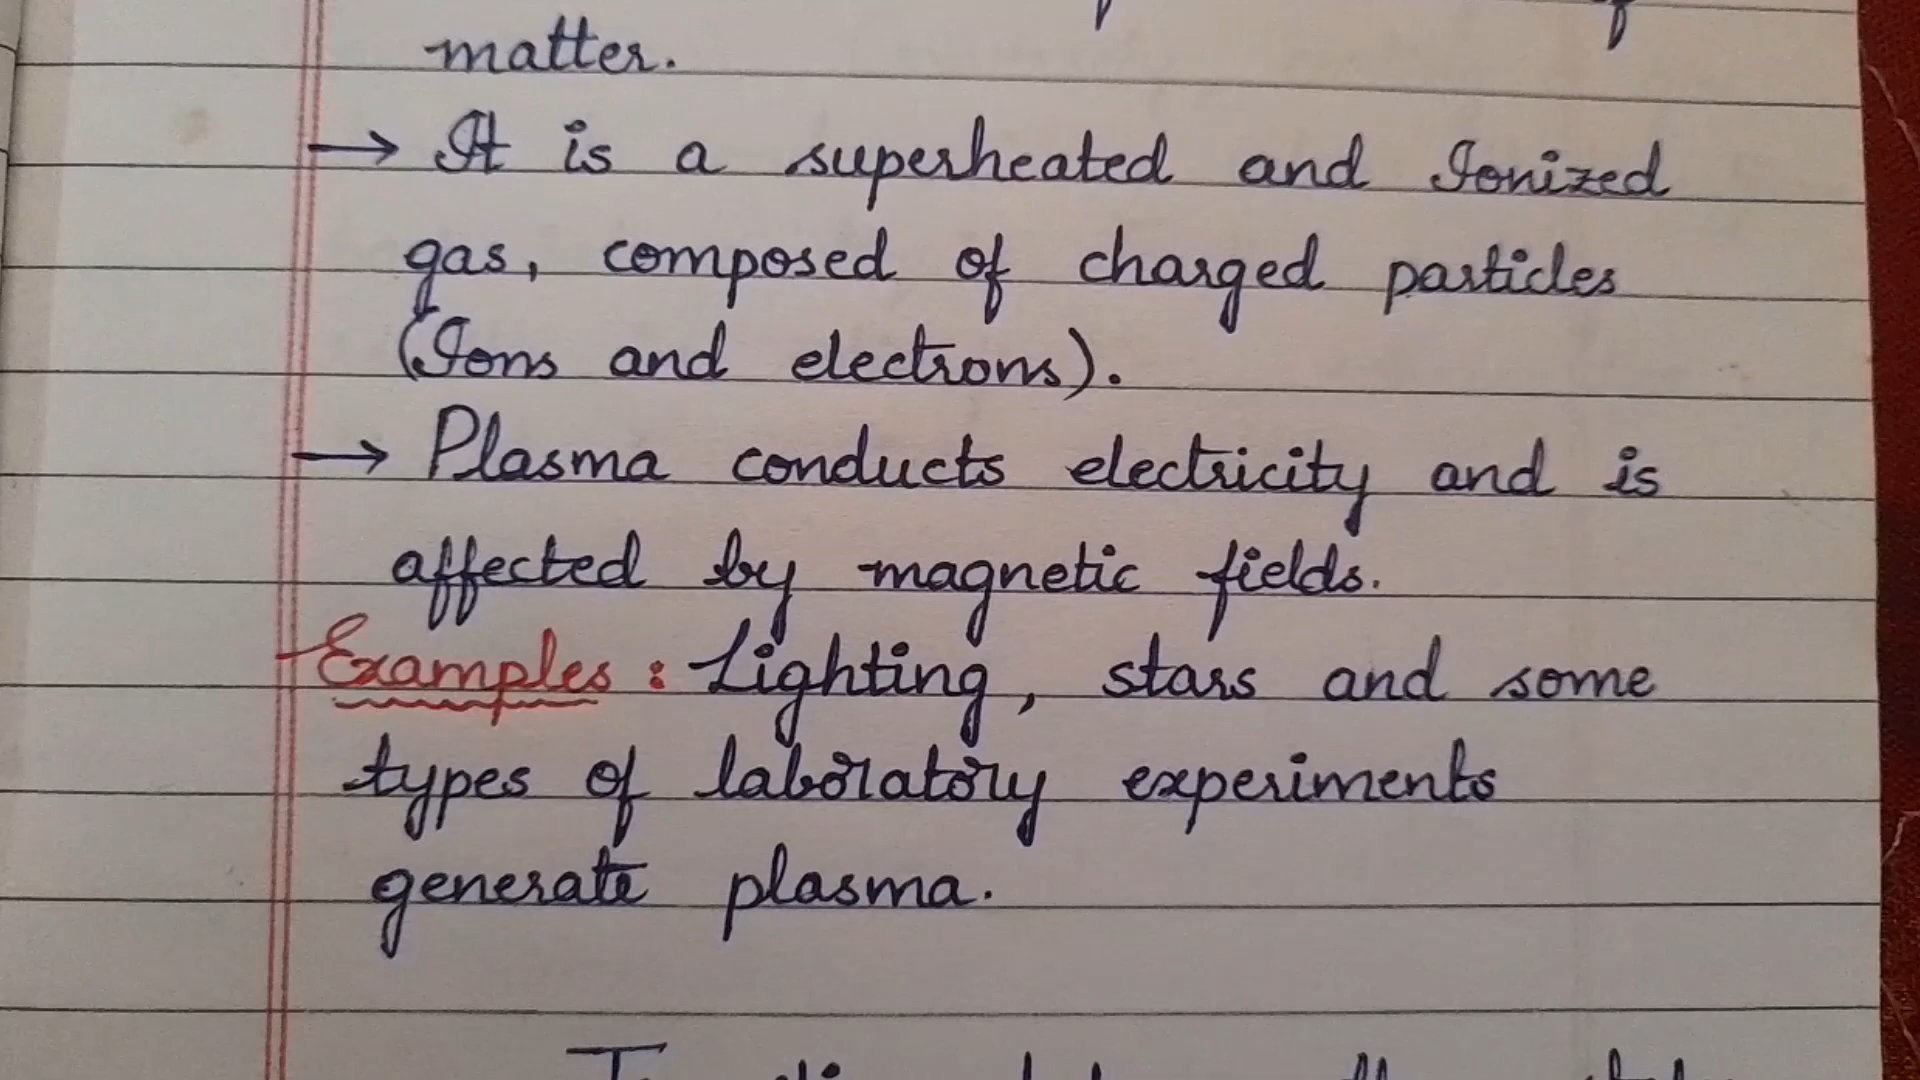 matter.
→ It is a superheated and Ionized
gas, composed of charged particles
(Ions and electrons).
→ Plasma conducts electricity and is
affected by magnetic fields.
Examples : Lighting, stars and some
types of laboratory experiments
generate plasma.